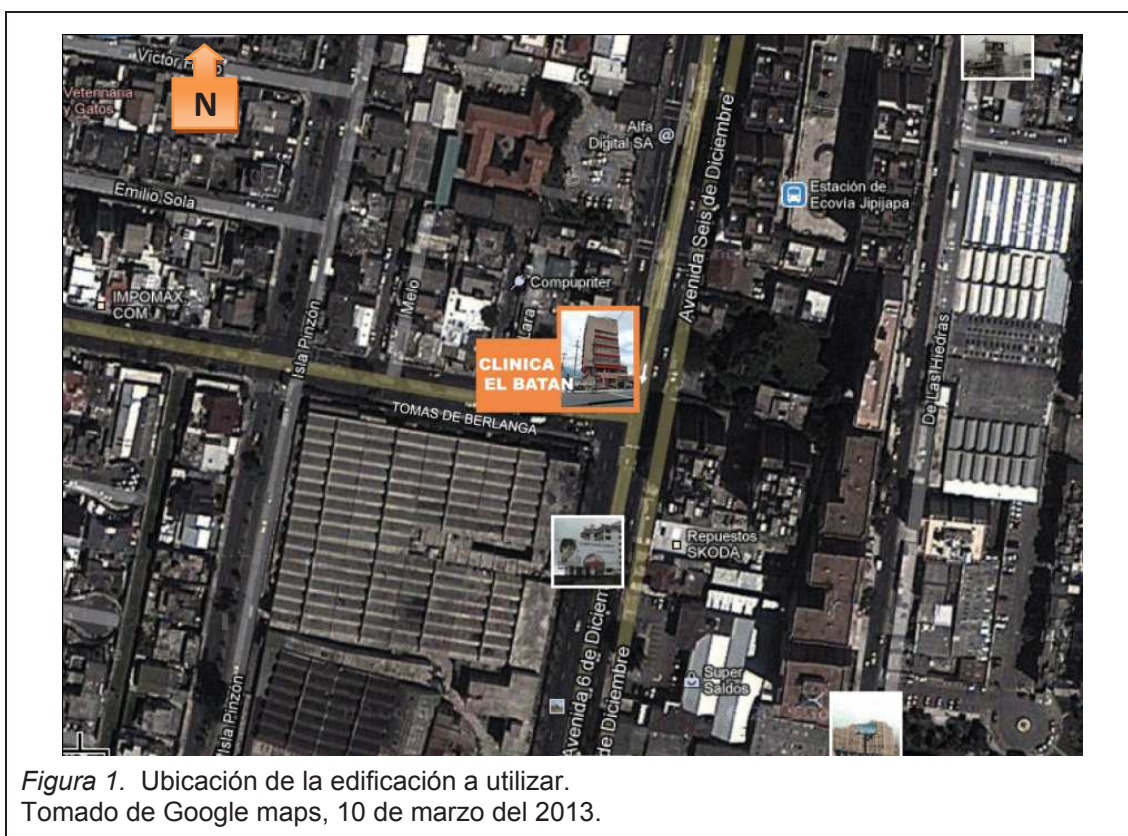 Victor H
N
Veterinaria
y Gatos
Alfa
Digital SA
@
Emilio Sola
Avenida Seis de Diciembre
Estación de
Ecovía Jipijapa
IMPOMAX
COM
Isla Pinzón
Melo
Compupriter
Lara
CLINICA
EL BATAN
TOMAS DE BERLANGA
De Las Hiedras
Repuestos
SKODA
Isla Pinzón
Avenida 6 de Diciem
de Diciembre
Super
Saldos
Figura 1. Ubicación de la edificación a utilizar.
Tomado de Google maps, 10 de marzo del 2013.